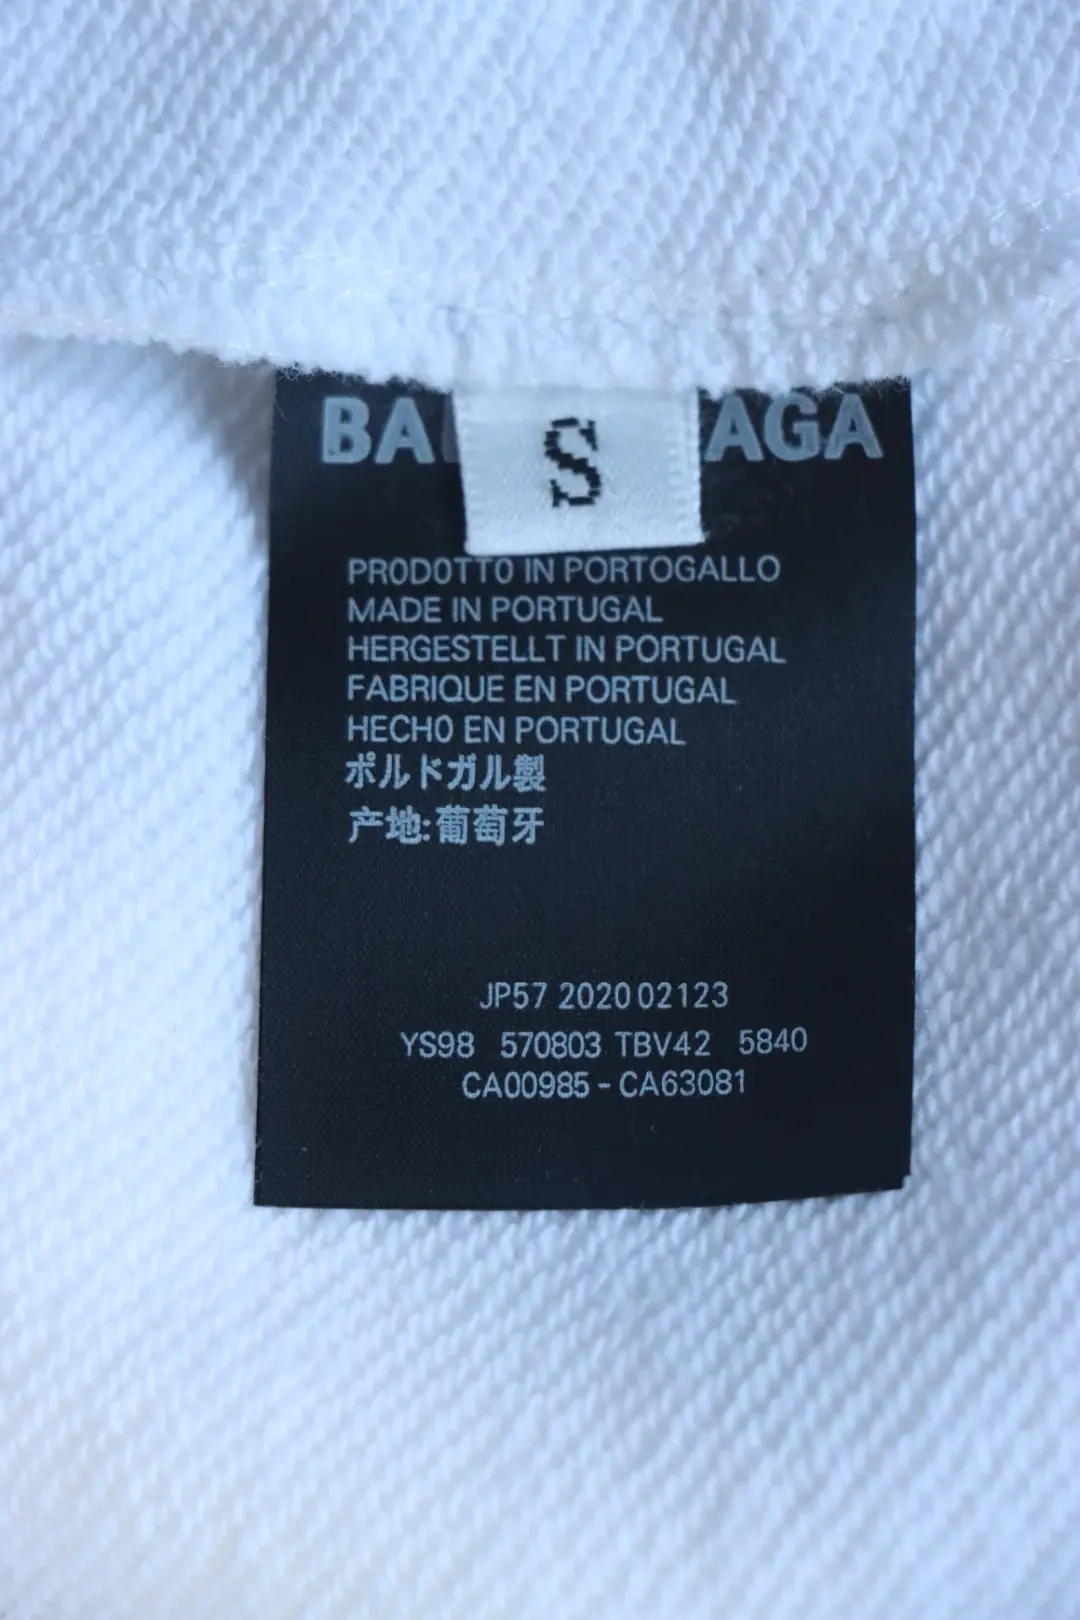 BA S AGA
PRODOTTO IN PORTOGALLO
MADE IN PORTUGAL
HERGESTELLT IN PORTUGAL
FABRIQUE EN PORTUGAL
HECHO EN PORTUGAL
ポルドガル製
产地:葡萄牙
JP57 2020 02123
YS98 570803 TBV42 5840
CA00985 - CA63081